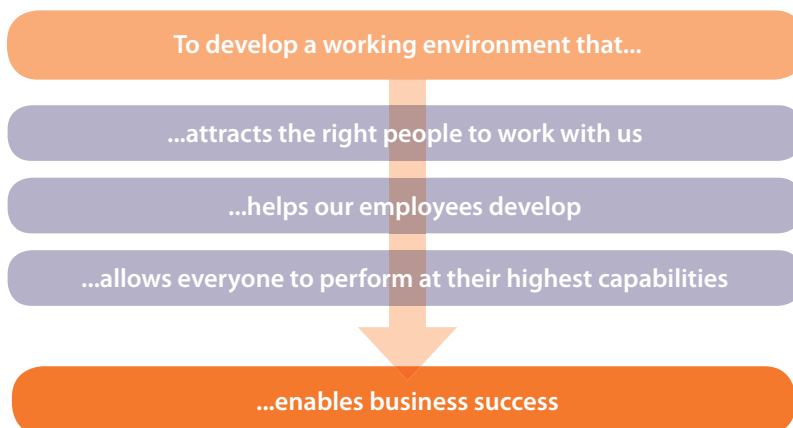 To develop a working environment that...
...attracts the right people to work with us
...helps our employees develop
...allows everyone to perform at their highest capabilities
...enables business success